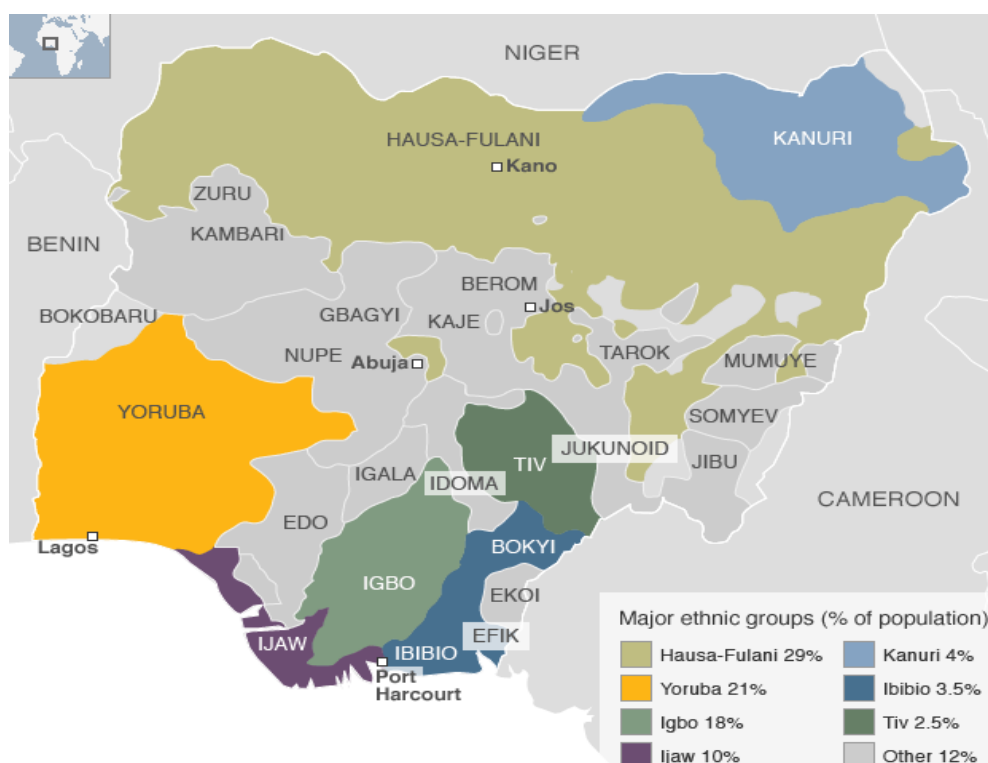 NIGER
KANURI
HAUSA-FULANI
Kano
ZURU
KAMBARI
BENIN
BEROM
Jos
BOKOBARU
GBAGYI
KAJE
NUPE
Abuja
TAROK
MUMUYE
YORUBA
SOMYEV
JUKUNOID
TIV
JIBU
IGALA
IDOMA
CAMEROON
EDO
Lagos
BOKYI
IGBO
EKOI
EFIK
IJAW
IBIBIO
Port
Harcourt
Major ethnic groups (% of population)
Hausa-Fulani 29%
Yoruba 21%
Igbo 18%
Ijaw 10%
Kanuri 4%
Ibibio 3.5%
Tiv 2.5%
Other 12%